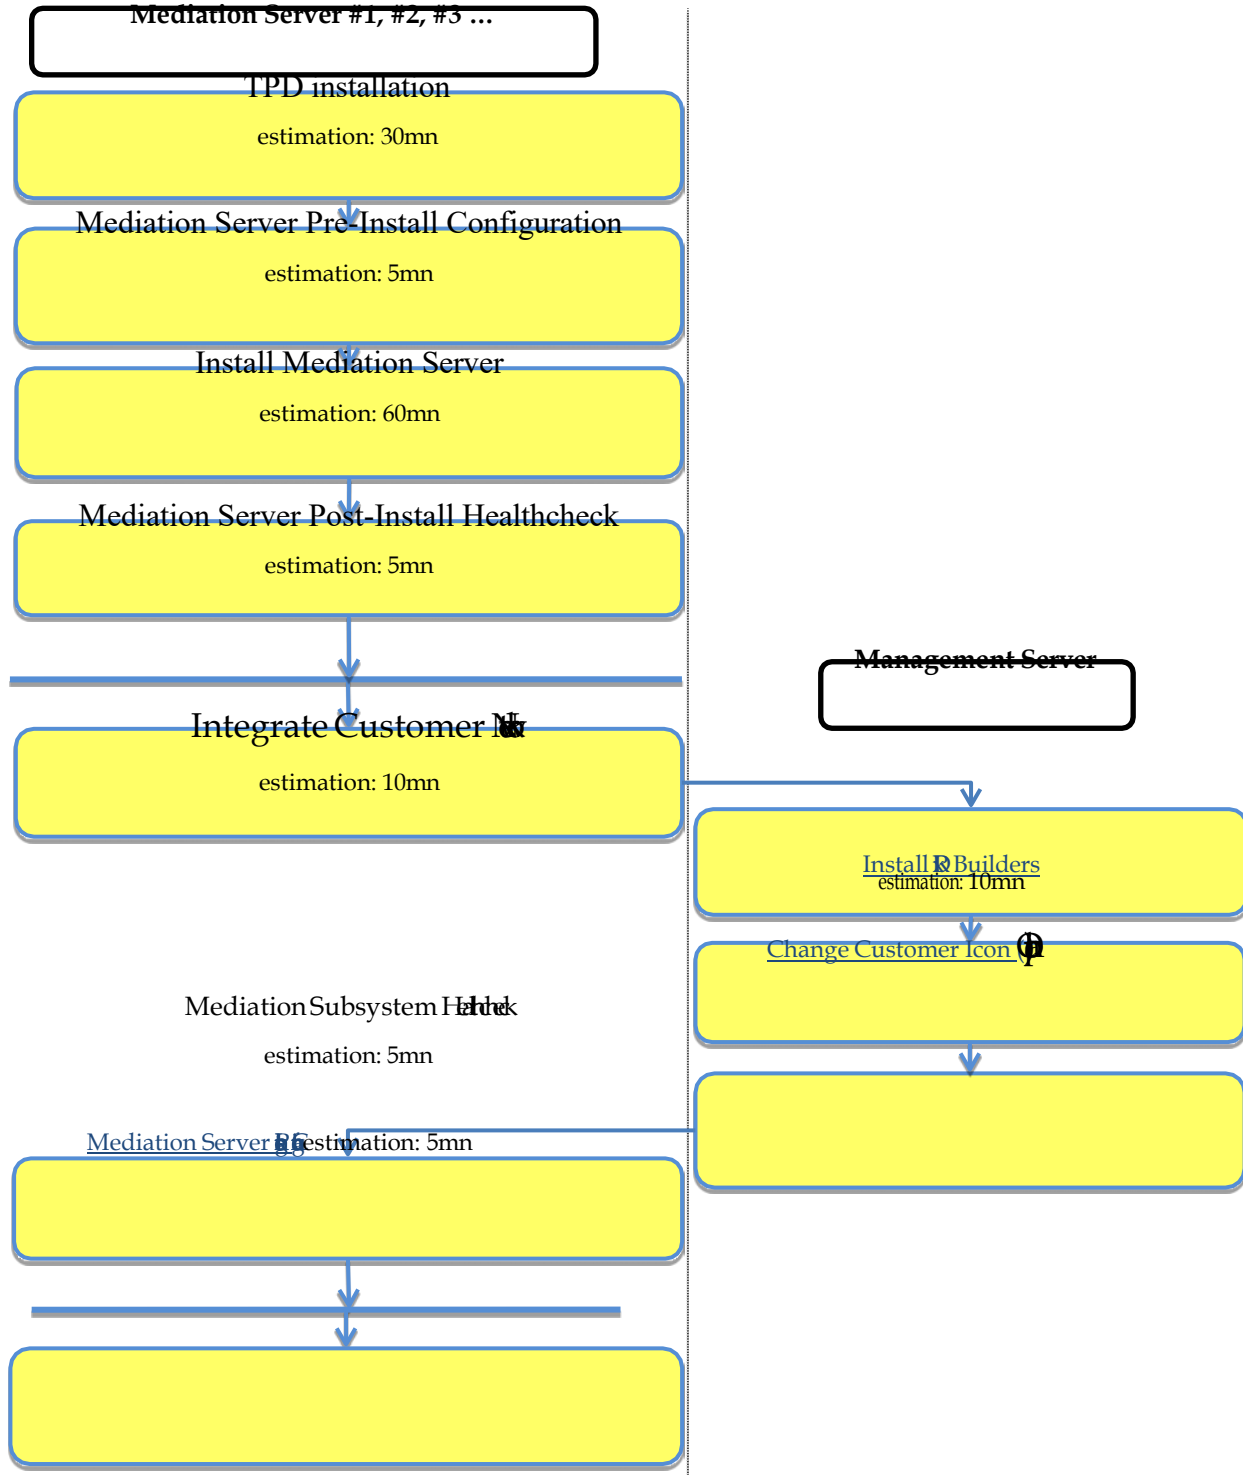 Mediation Server #1, #2, #3 ...
TPD installation
estimation: 30mn
Mediation Server Pre-Install Configuration
estimation: 5mn
Install Mediation Server
estimation: 60mn
Mediation Server Post-Install Healthcheck
estimation: 5mn
Management Server
Integrate Customer
estimation: 10mn
Install Builders
estimation: 10mn
Change Customer Icon
Mediation Subsystem
estimation: 5mn
Mediation Server
estimation: 5mn